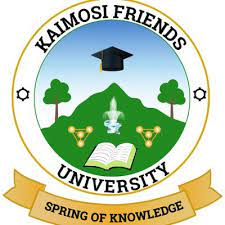 KAIMOSI FRIENDS
UNIVERSITY
SPRING OF KNOWLEDGE